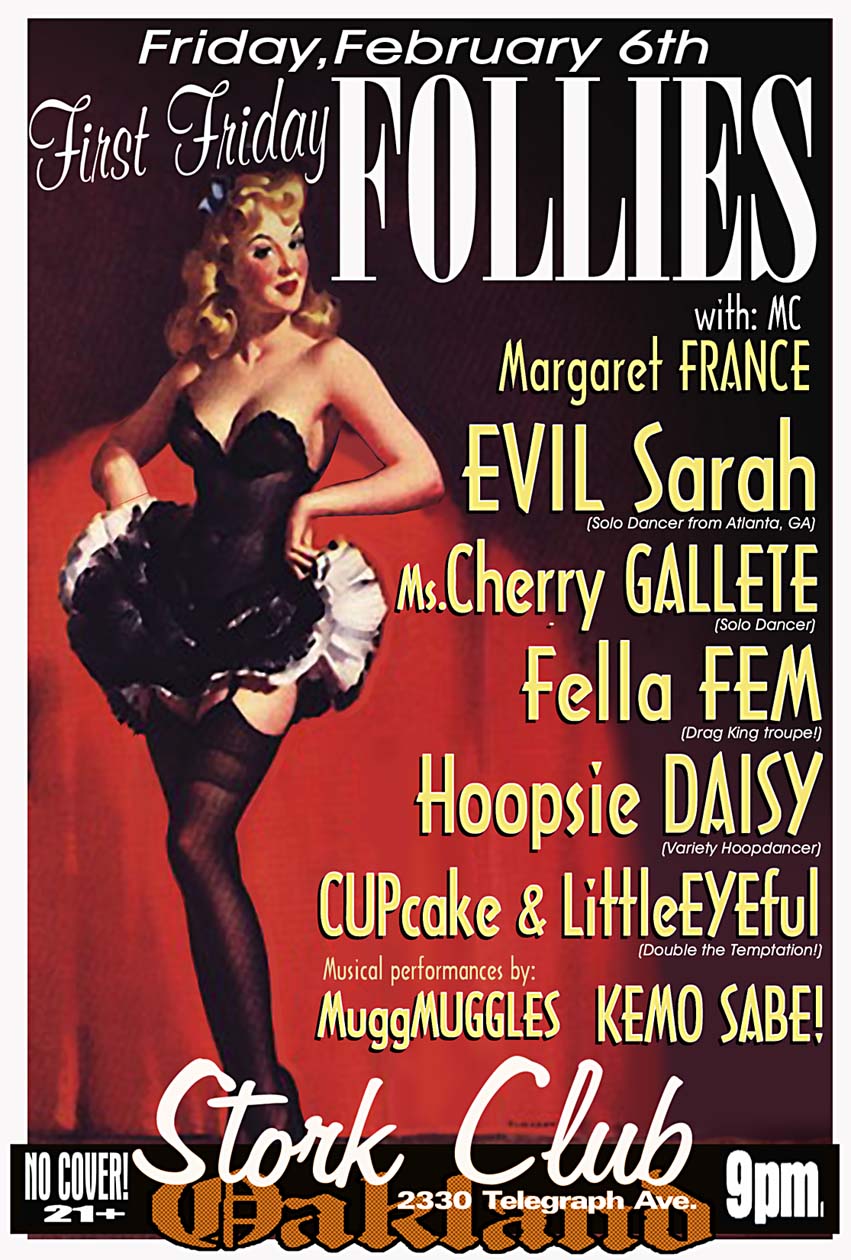 Friday, February 6th
First Friday
FOLLIES
with: MC
Margaret FRANCE
EVIL Sarah
(Solo Dancer from Atlanta, GA)
Ms. Cherry GALLETE
(Solo Dancer)
Fella FEM
(Drag King troupe!)
Hoopsie DAISY
(Variety Hoopdancer)
CUPcake & LittleEYEful
(Double the Temptation!)
Musical performances by:
MuggMUGGLES KEMO SABE!
Stork Club
NO COVER!
21+
2330 Telegraph Ave.
Oakland
9pm.